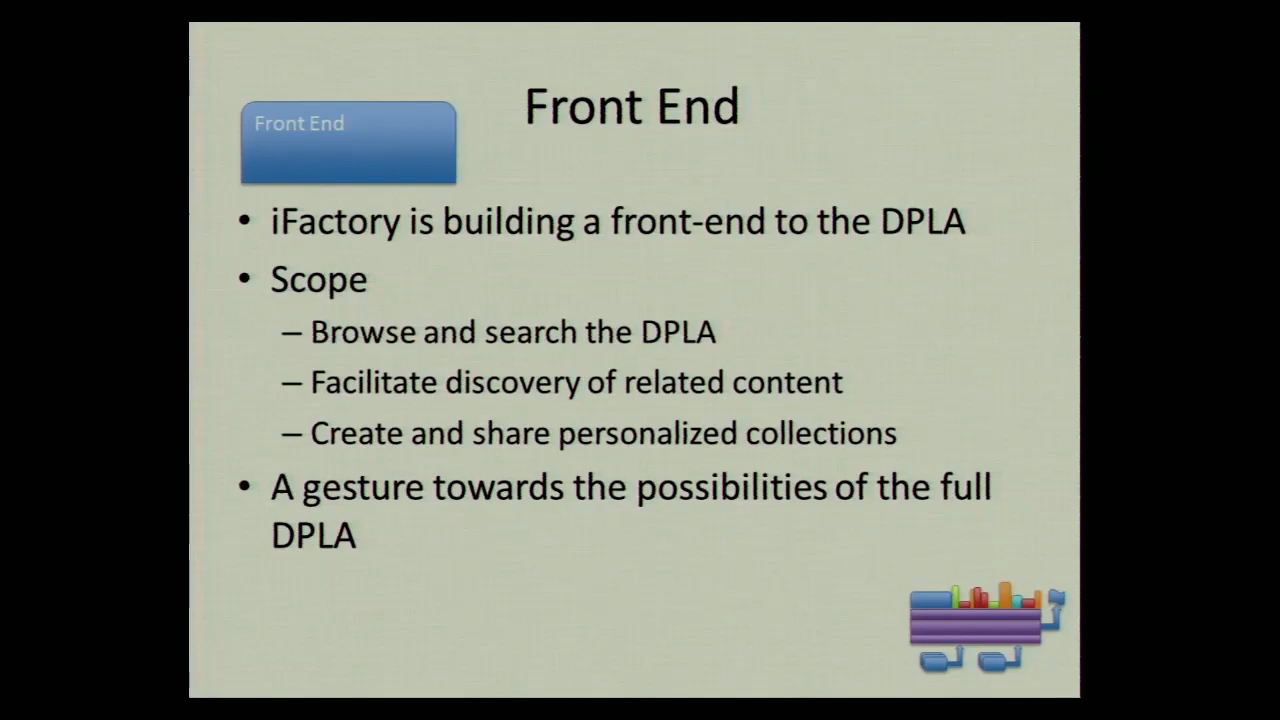 Front End
Front End
• iFactory is building a front-end to the DPLA
• Scope
– Browse and search the DPLA
– Facilitate discovery of related content
– Create and share personalized collections
• A gesture towards the possibilities of the full
DPLA